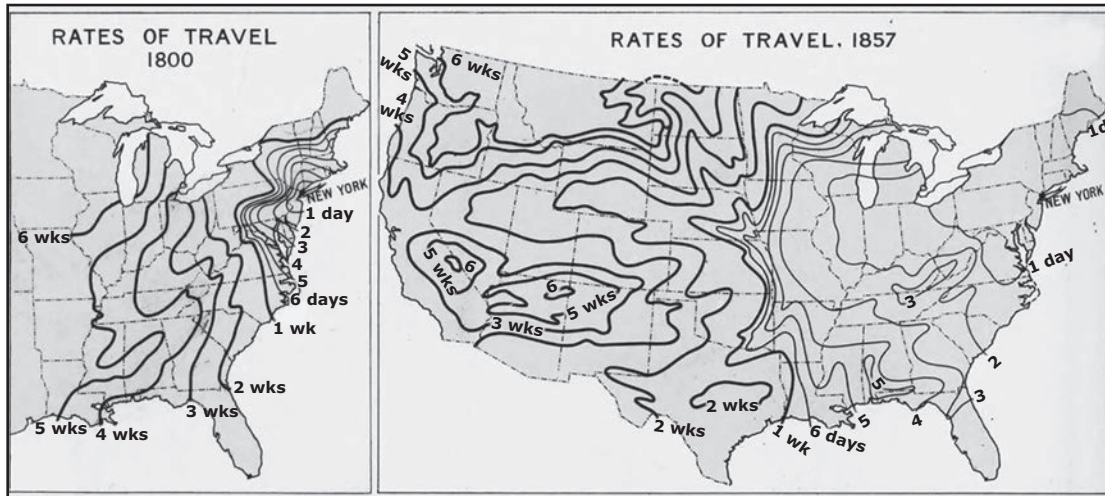 RATES OF TRAVEL
1800
NEW YORK
1 day
2
3
4
5
6 days
1 wk
2 wks
3 wks
4 wks
5 wks
6 wks
RATES OF TRAVEL, 1857
5
wks
6 wks
4
wks
1d
NEW YORK
1 day
5 wks
6
6
5 wks
3 wks
3
2
3
4
5
5
6 days
1 wk
2 wks
2 wks